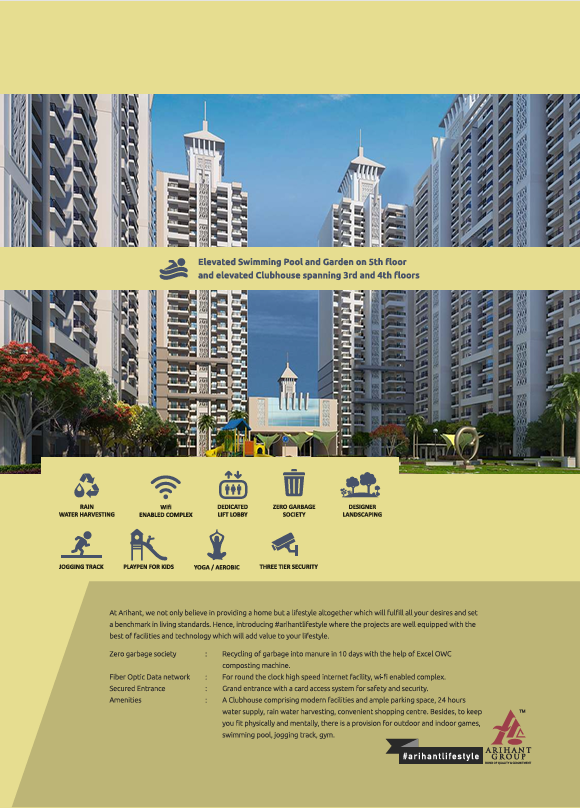 Elevated Swimming Pool and Garden on 5th floor
and elevated Clubhouse spanning 3rd and 4th floors
RAIN
WATER HARVESTING
Wifi
ENABLED COMPLEX
DEDICATED
LIFT LOBBY
ZERO GARBAGE
SOCIETY
DESIGNER
LANDSCAPING
JOGGING TRACK
PLAYPEN FOR KIDS
YOGA / AEROBIC
THREE TIER SECURITY
At Arihant, we not only believe in providing a home but a lifestyle altogether which will fulfill all your desires and set
a benchmark in living standards. Hence, introducing #arihantlifestyle where the projects are well equipped with the
best of facilities and technology which will add value to your lifestyle.
Zero garbage society : Recycling of garbage into manure in 10 days with the help of Excel OWC
composting machine.
Fiber Optic Data network : For round the clock high speed internet facility, wi-fi enabled complex.
Secured Entrance : Grand entrance with a card access system for safety and security.
Amenities : A Clubhouse comprising modern facilities and ample parking space, 24 hours
water supply, rain water harvesting, convenient shopping centre. Besides, to keep
you fit physically and mentally, there is a provision for outdoor and indoor games,
swimming pool, jogging track, gym.
#arihantlifestyle
TM
ARIHANT
GROUP